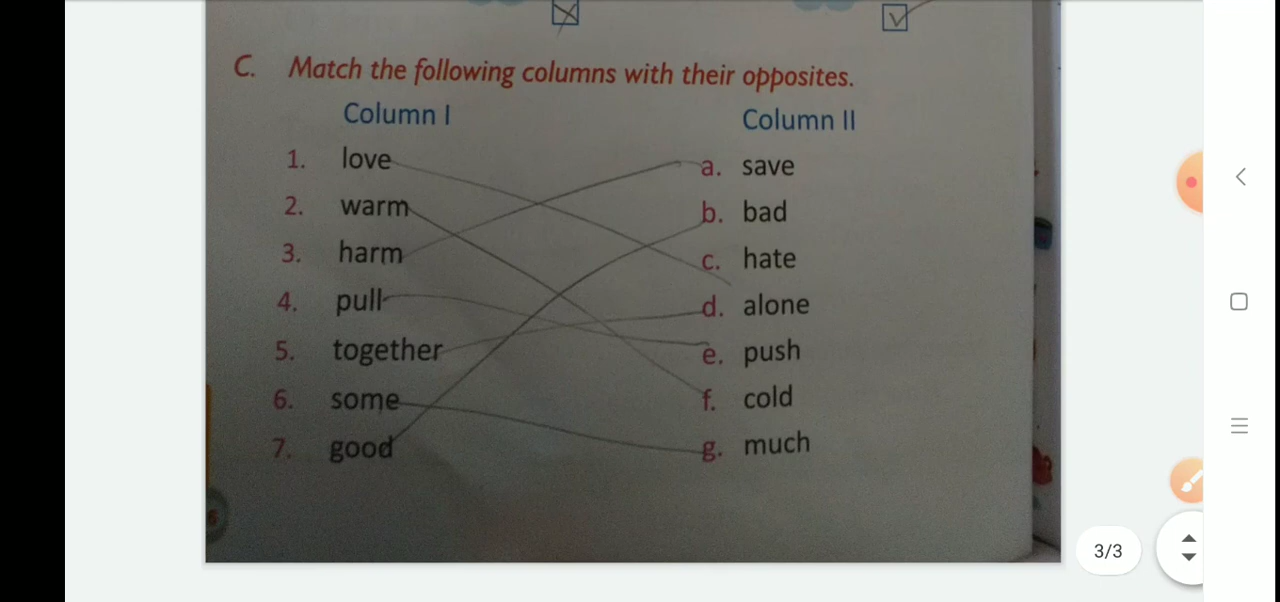 C. Match the following columns with their opposites.
Column I Column II
1. love a. save
2. warm b. bad
3. harm c. hate
4. pull d. alone
5. together e. push
6. some f. cold
7. good g. much
6
3/3